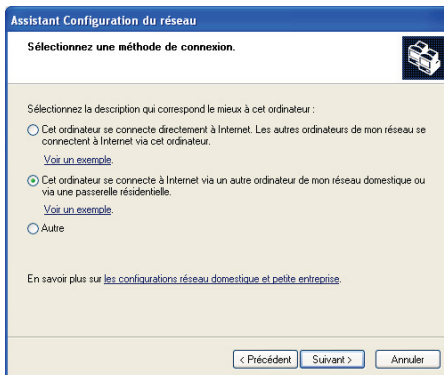 Assistant Configuration du réseau
Sélectionnez une méthode de connexion.
Sélectionnez la description qui correspond le mieux à cet ordinateur :
Cet ordinateur se connecte directement à Internet. Les autres ordinateurs de mon réseau se
connectent à Internet via cet ordinateur.
Voir un exemple.
Cet ordinateur se connecte à Internet via un autre ordinateur de mon réseau domestique ou
via une passerelle résidentielle.
Voir un exemple.
Autre
En savoir plus sur les configurations réseau domestique et petite entreprise.
< Précédent Suivant > Annuler